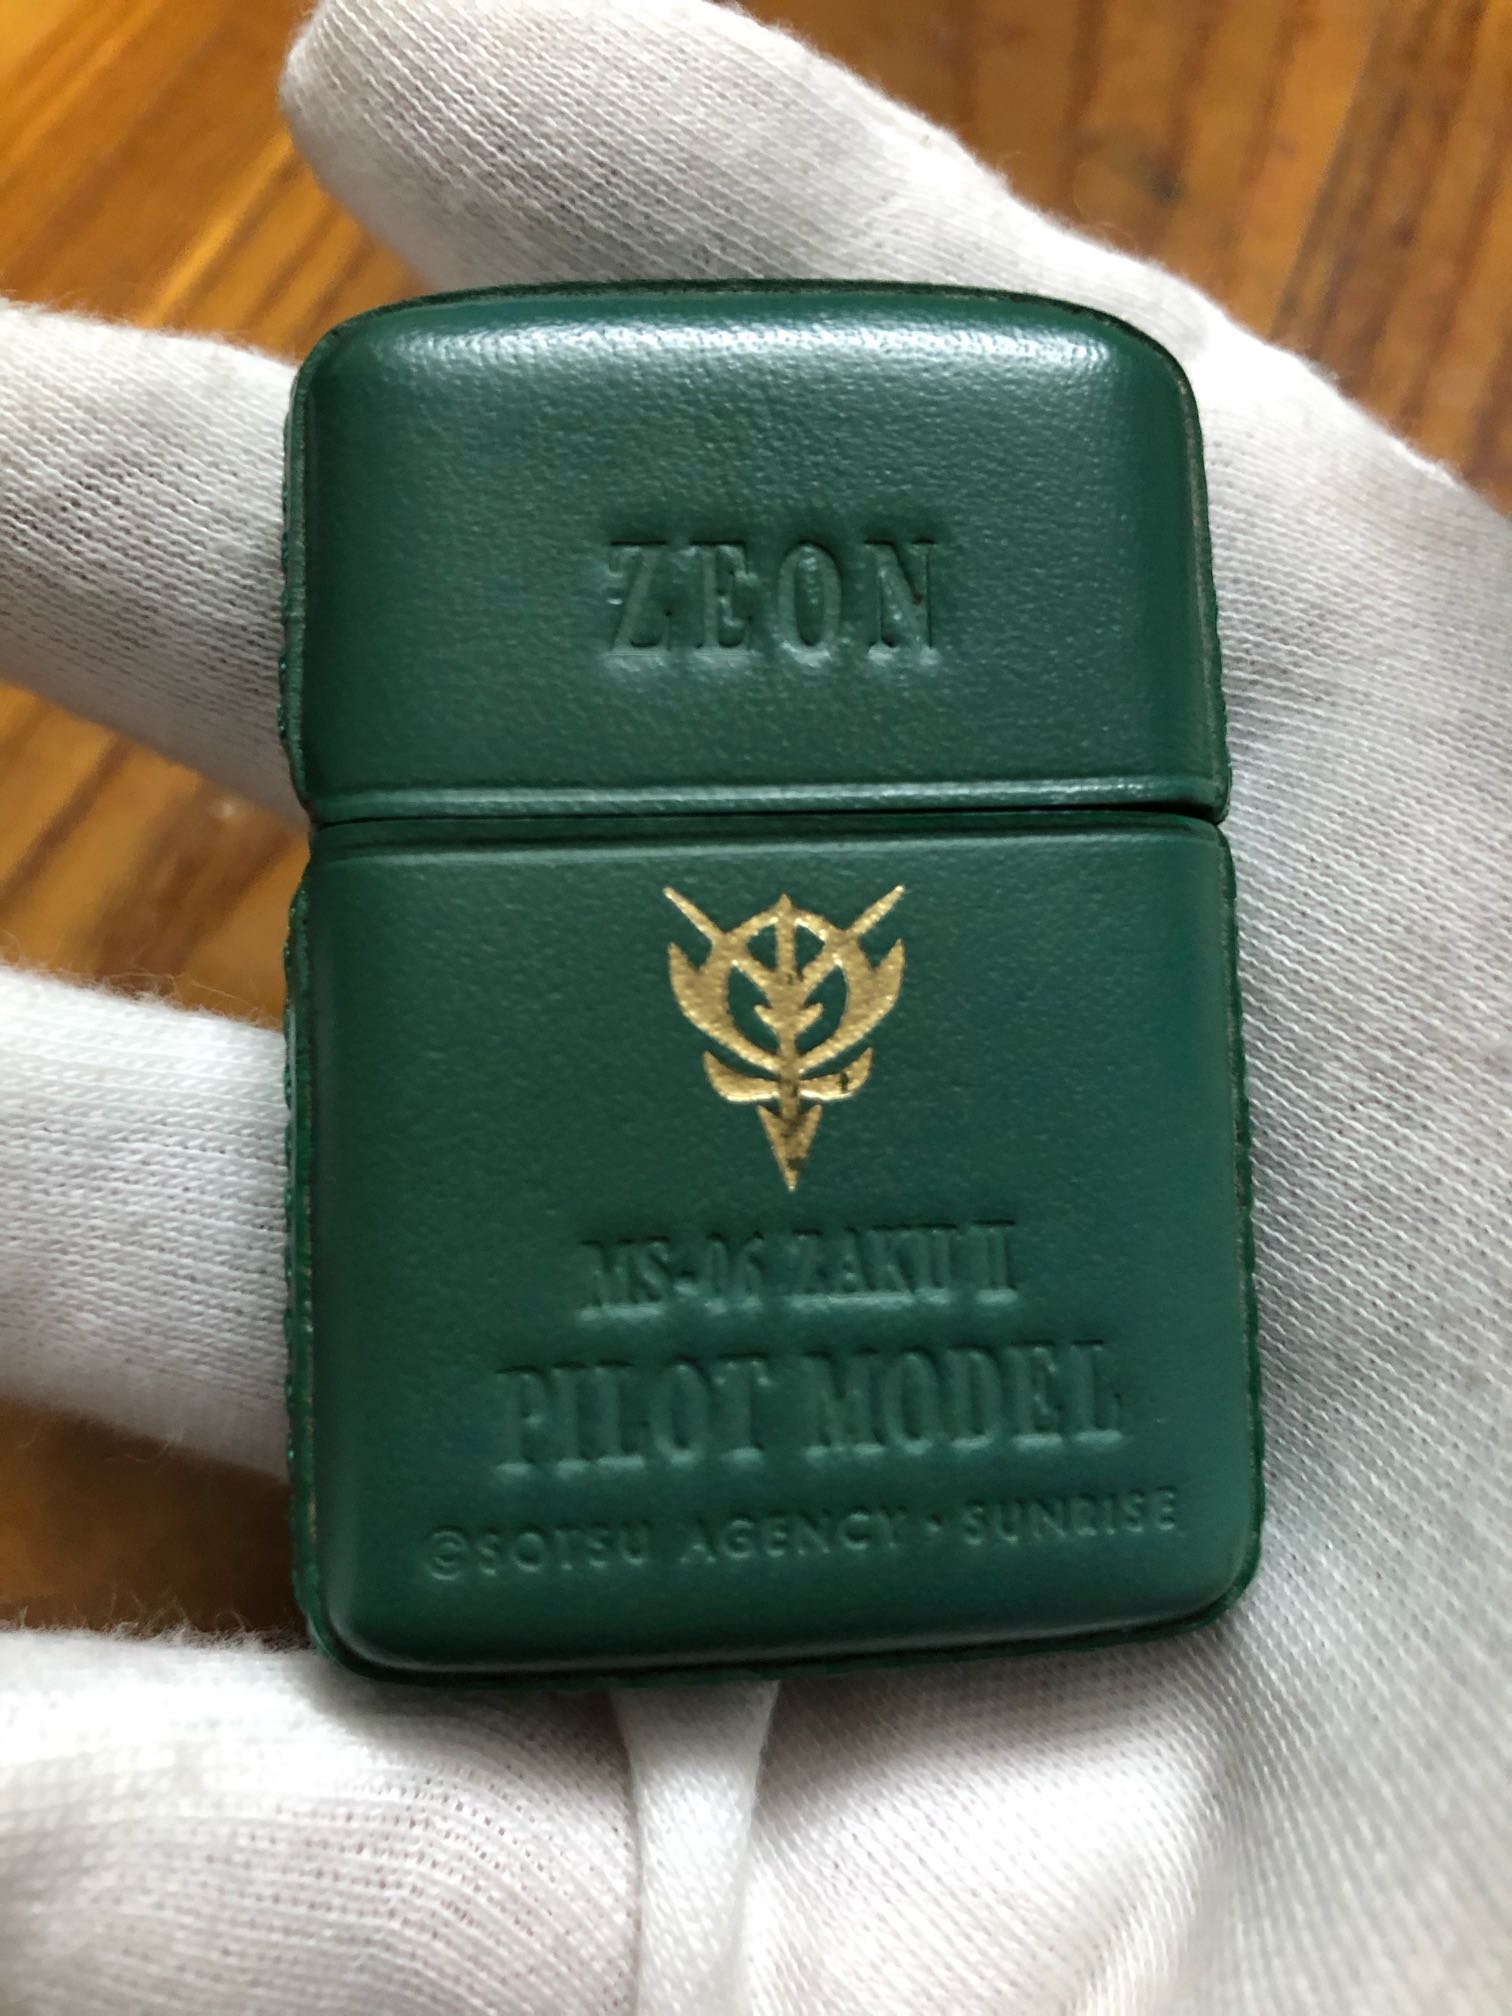 ZEON
MS-06 ZAKU II
PILOT MODEL
©SOTSU AGENCY・SUNRISE